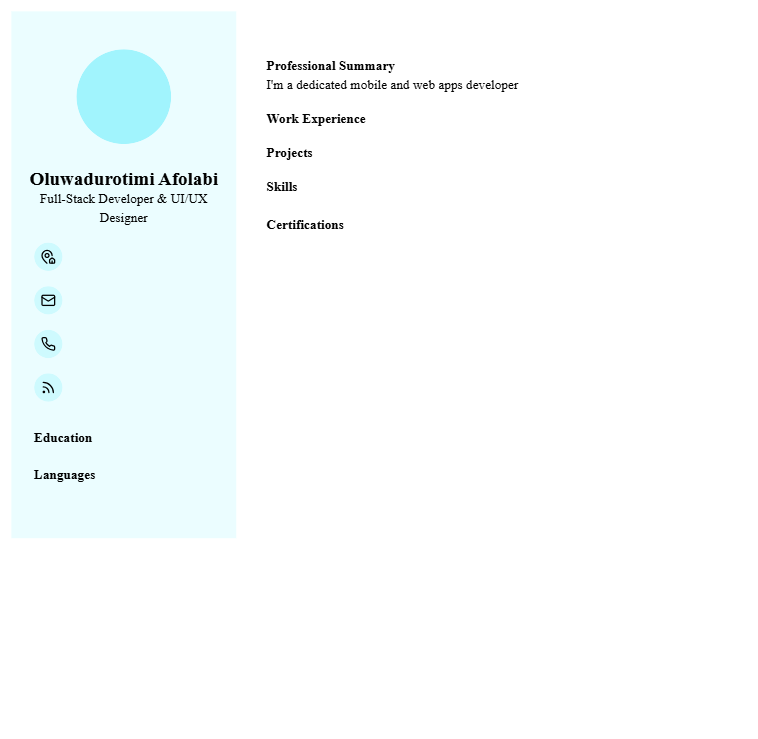 Oluwadurotimi Afolabi
Full-Stack Developer & UI/UX
Designer
Education
Languages
Professional Summary
I'm a dedicated mobile and web apps developer
Work Experience
Projects
Skills
Certifications